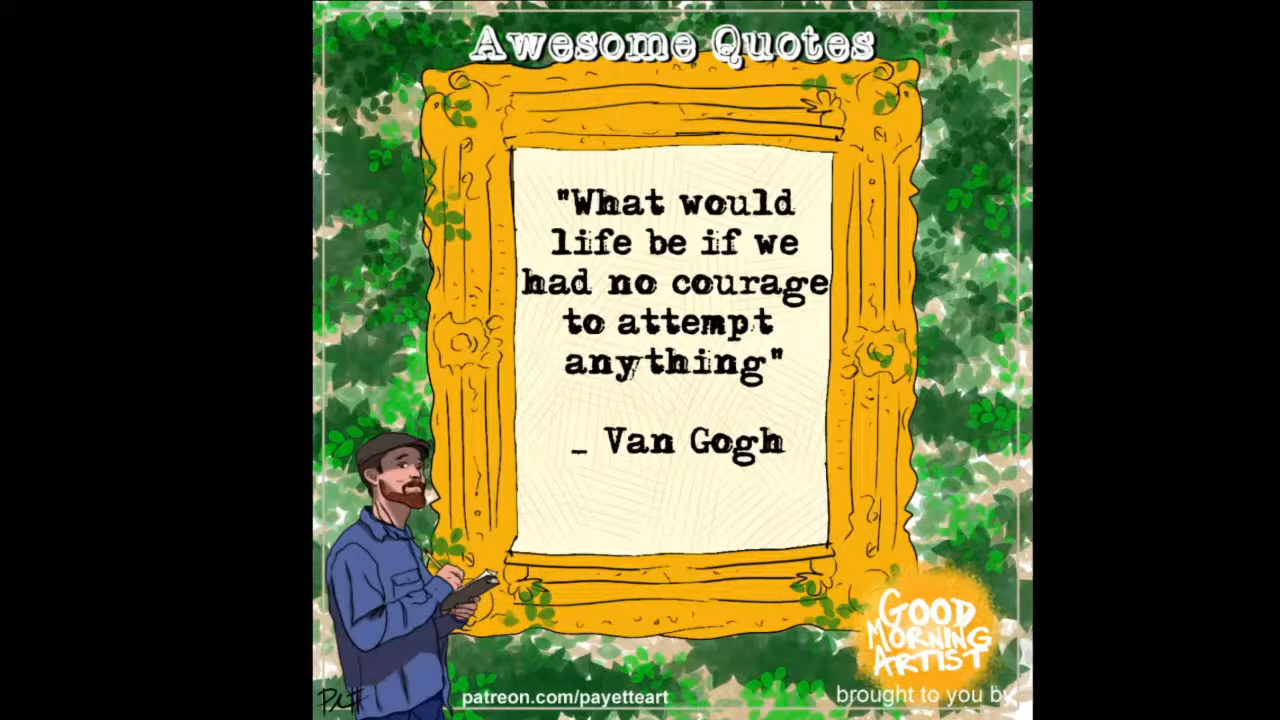 Awesome Quotes
"What would
life be if we
had no courage
to attempt
anything"
_ Van Gogh
GOOD
MORNING
ARTIST
patreon.com/payetteart
brought to you by